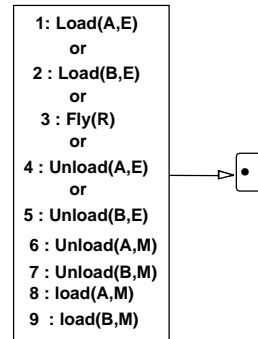 1: Load(A,E)
or
2 : Load(B,E)
or
3 : Fly(R)
or
4 : Unload(A,E)
or
5 : Unload(B,E)
6 : Unload(A,M)
7 : Unload(B,M)
8 : load(A,M)
9 : load(B,M)